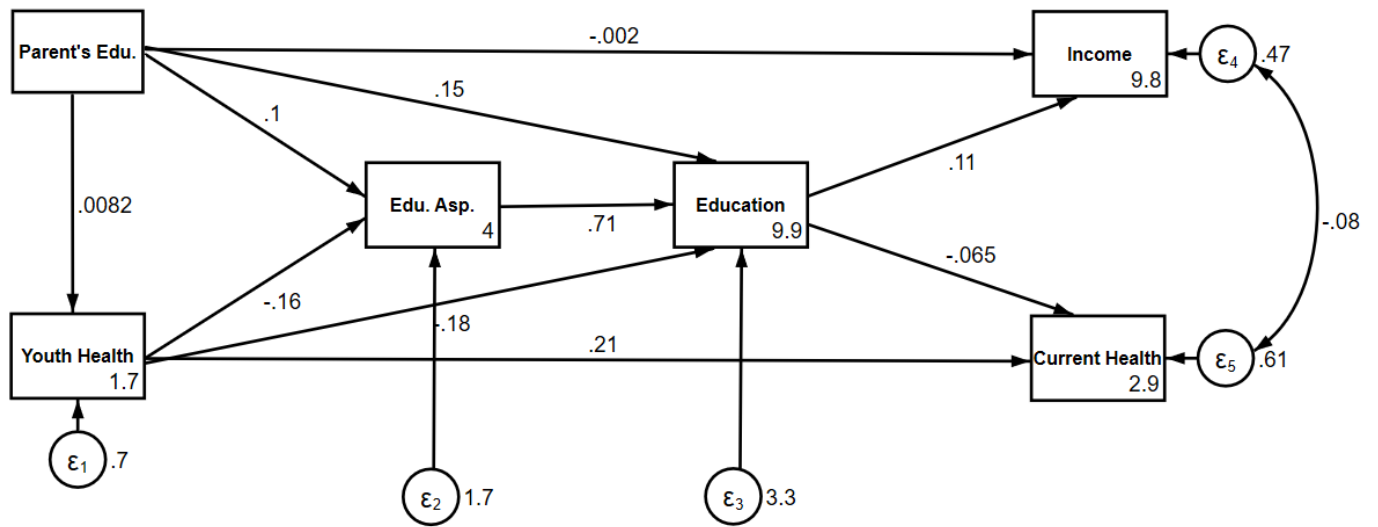 Parent's Edu.
-.002
Income
9.8
ε4
.47
.15
.1
.11
Edu. Asp.
4
.71
Education
9.9
.0082
-.08
-.065
-.16
-.18
Youth Health
1.7
.21
Current Health
2.9
ε5
.61
ε1
.7
ε2
1.7
ε3
3.3